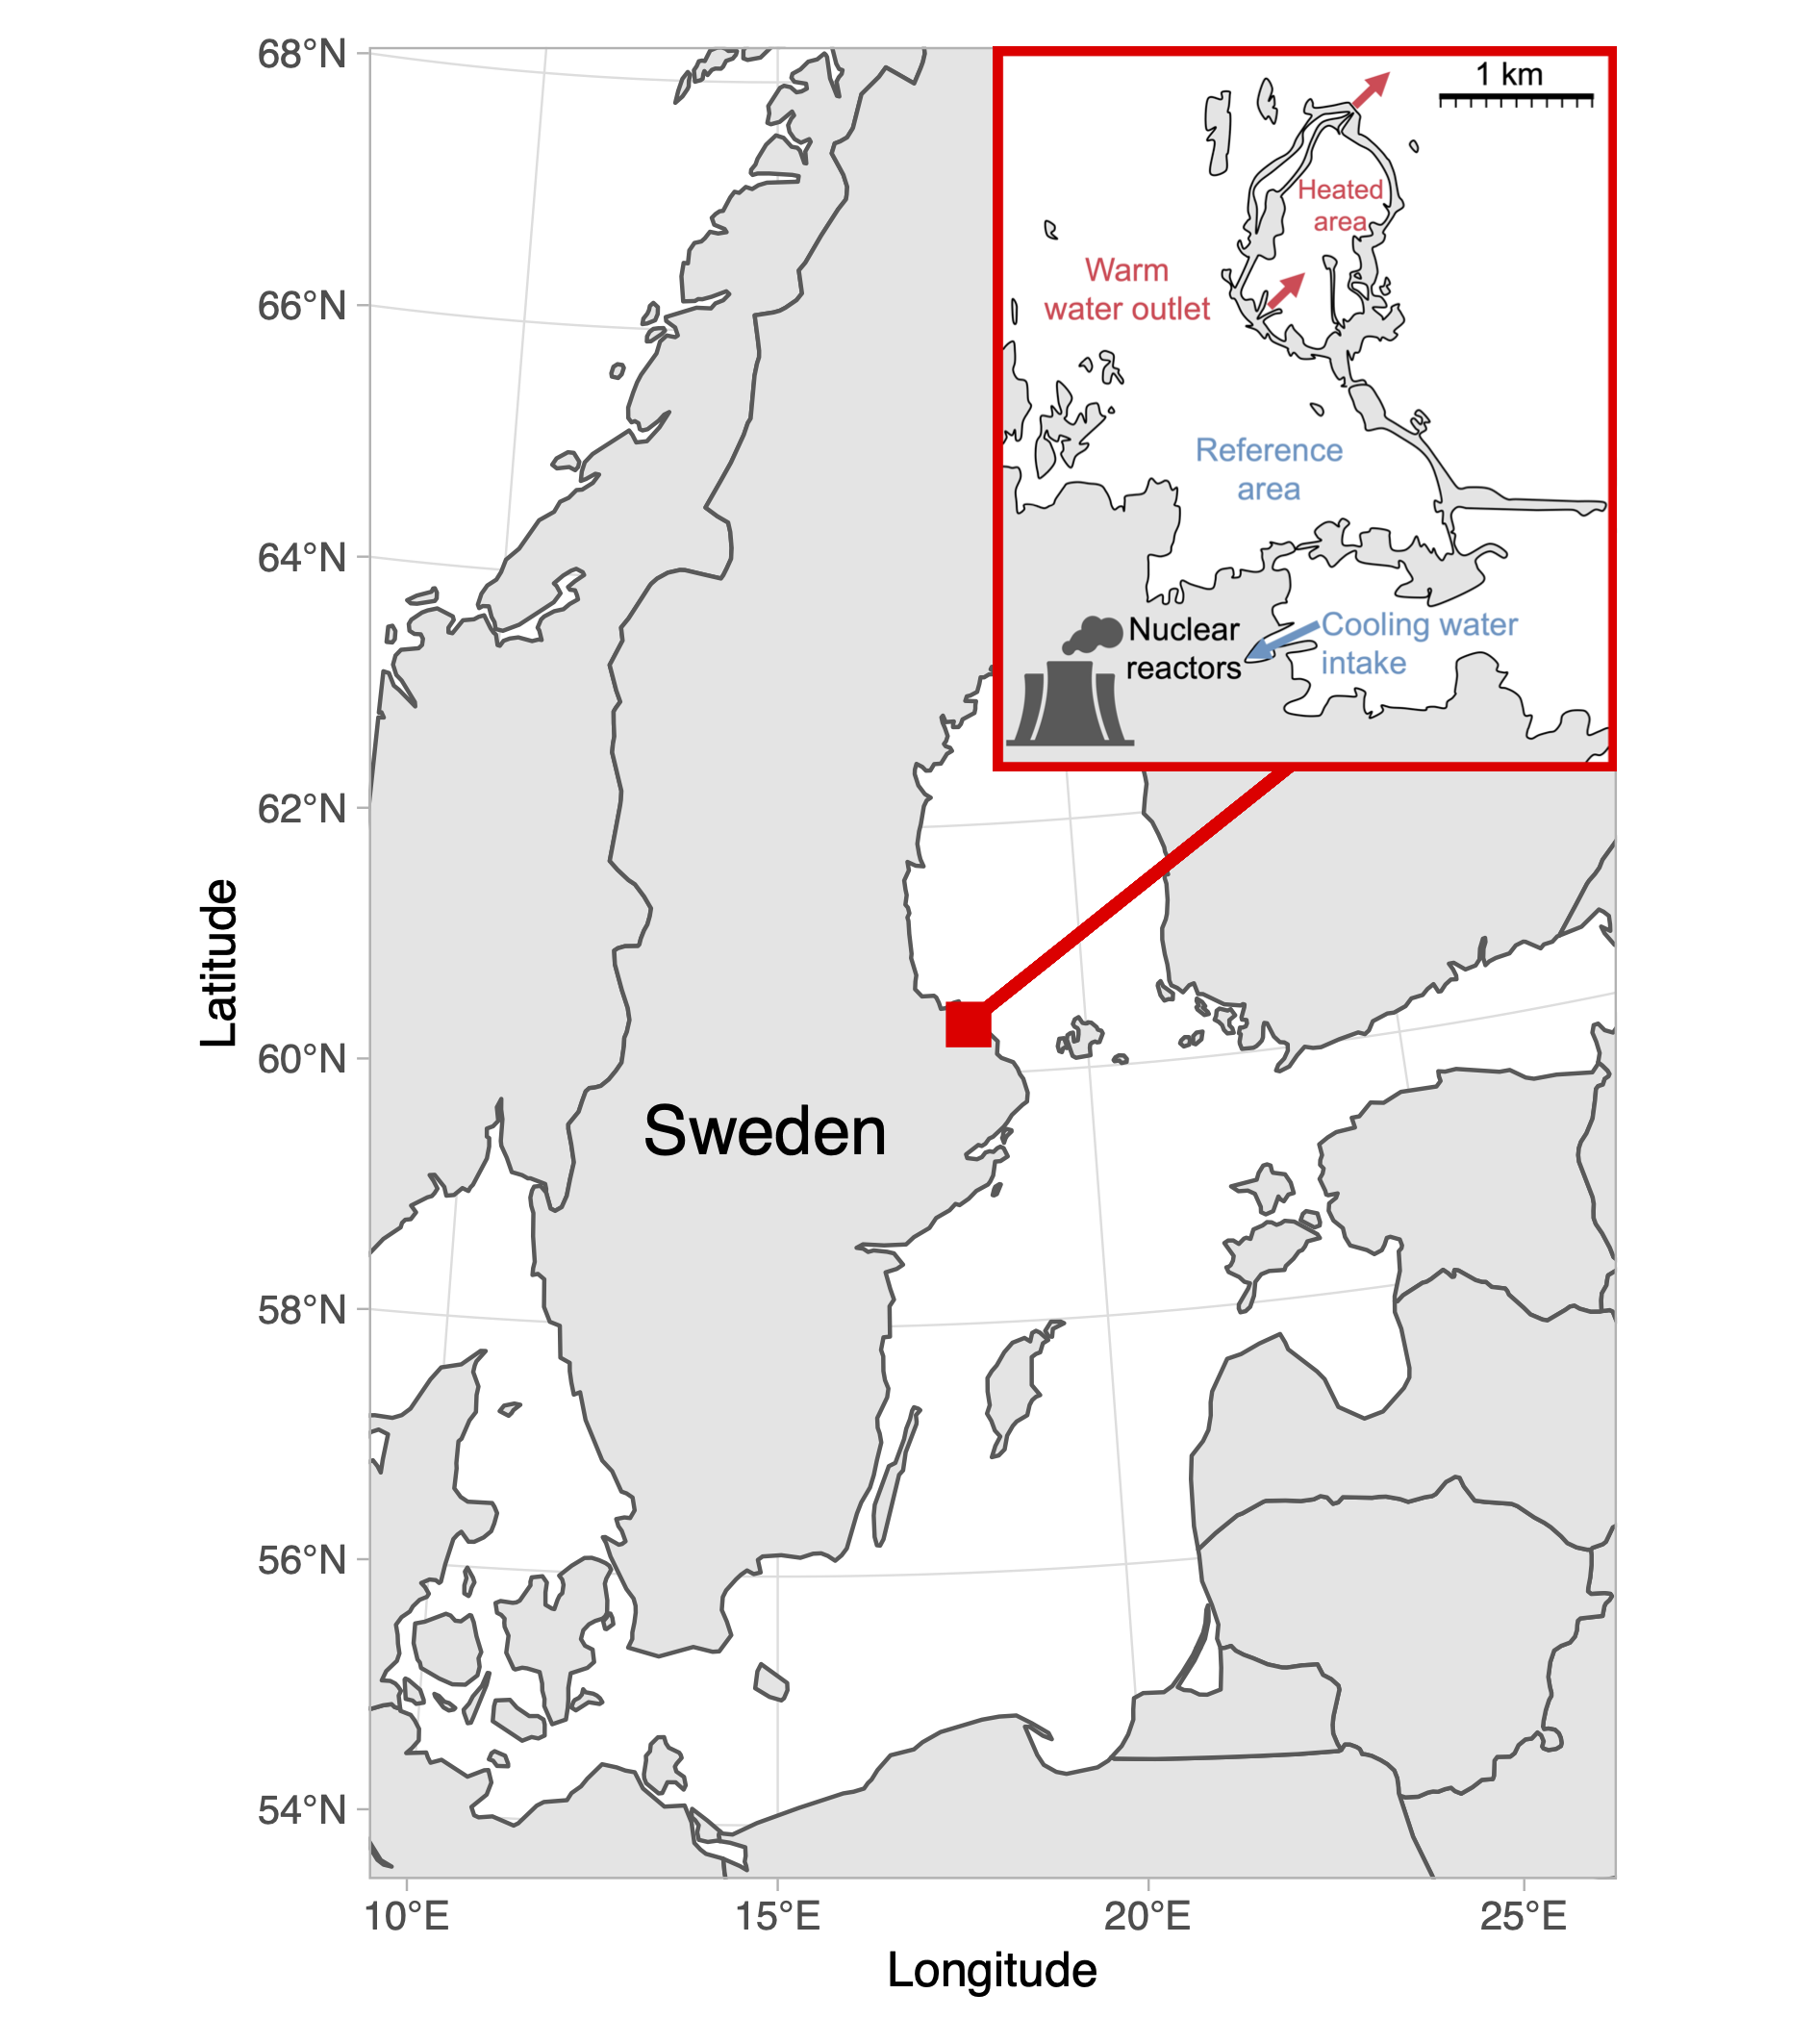 68°N
66°N
64°N
62°N
60°N
58°N
56°N
54°N
Latitude
10°E
15°E
20°E
25°E
Longitude
Sweden
1 km
Heated
area
Warm
water outlet
Reference
area
Cooling water
intake
Nuclear
reactors